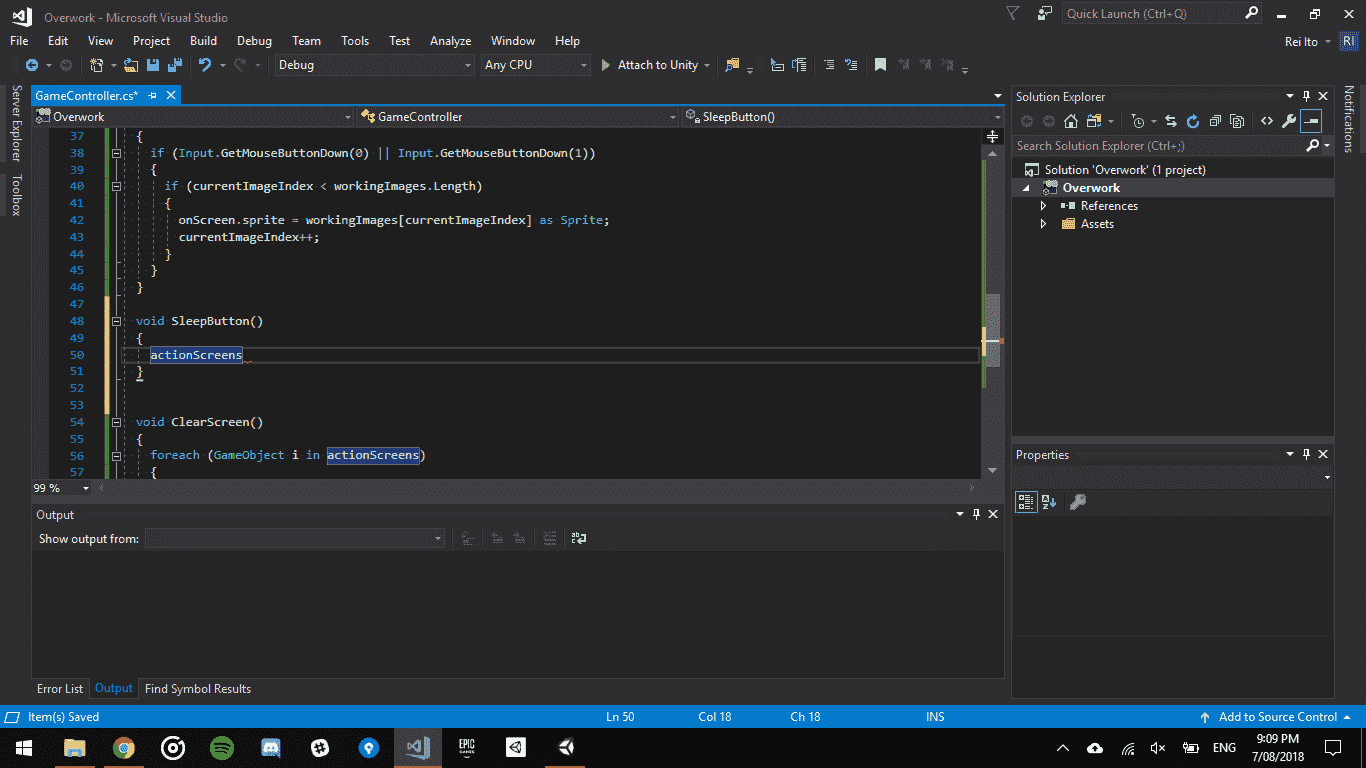 Overwork - Microsoft Visual Studio
Quick Launch (Ctrl+Q)
File Edit View Project Build Debug Team Tools Test Analyze Window Help
Rei Ito RI
Debug Any CPU Attach to Unity
Server Explorer
Toolbox
GameController.cs*
Overwork GameController SleepButton()
37 {
38 if (Input.GetMouseButtonDown(0) || Input.GetMouseButtonDown(1))
39 {
40 if (currentImageIndex < workingImages.Length)
41 {
42 onScreen.sprite = workingImages[currentImageIndex] as Sprite;
43 currentImageIndex++;
44 }
45 }
46 }
47
48 void SleepButton()
49 {
50 actionScreens
51 }
52
53
54 void ClearScreen()
55 {
56 foreach (GameObject i in actionScreens)
57 {
99 %
Output
Show output from:
Error List Output Find Symbol Results
Solution Explorer
Search Solution Explorer (Ctrl+;)
Solution 'Overwork' (1 project)
Overwork
References
Assets
Properties
Notifications
Item(s) Saved Ln 50 Col 18 Ch 18 INS Add to Source Control
EPIC GAMES
ENG
9:09 PM
7/08/2018